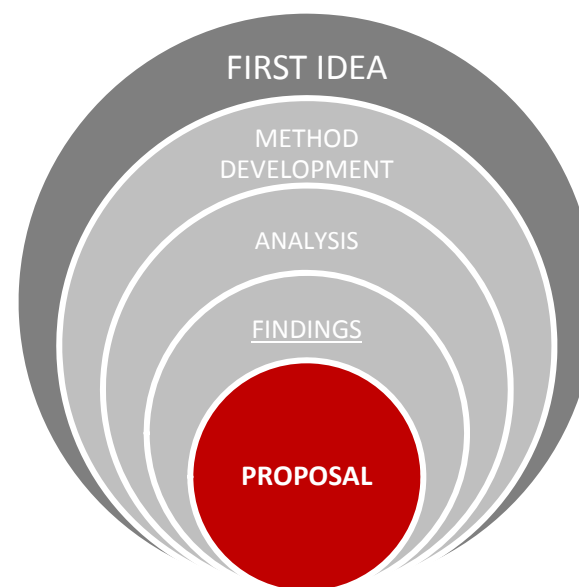 FIRST IDEA
METHOD
DEVELOPMENT
ANALYSIS
FINDINGS
PROPOSAL